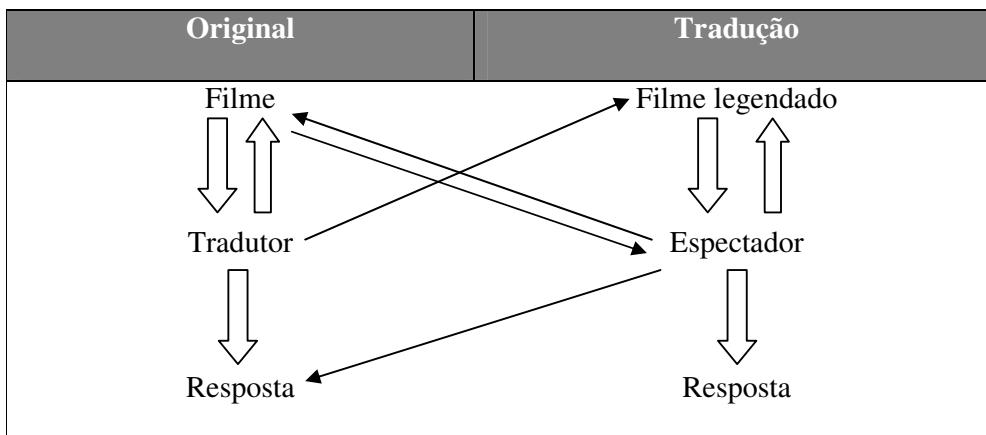 Original Tradução
Filme Filme legendado
Tradutor Espectador
Resposta Resposta